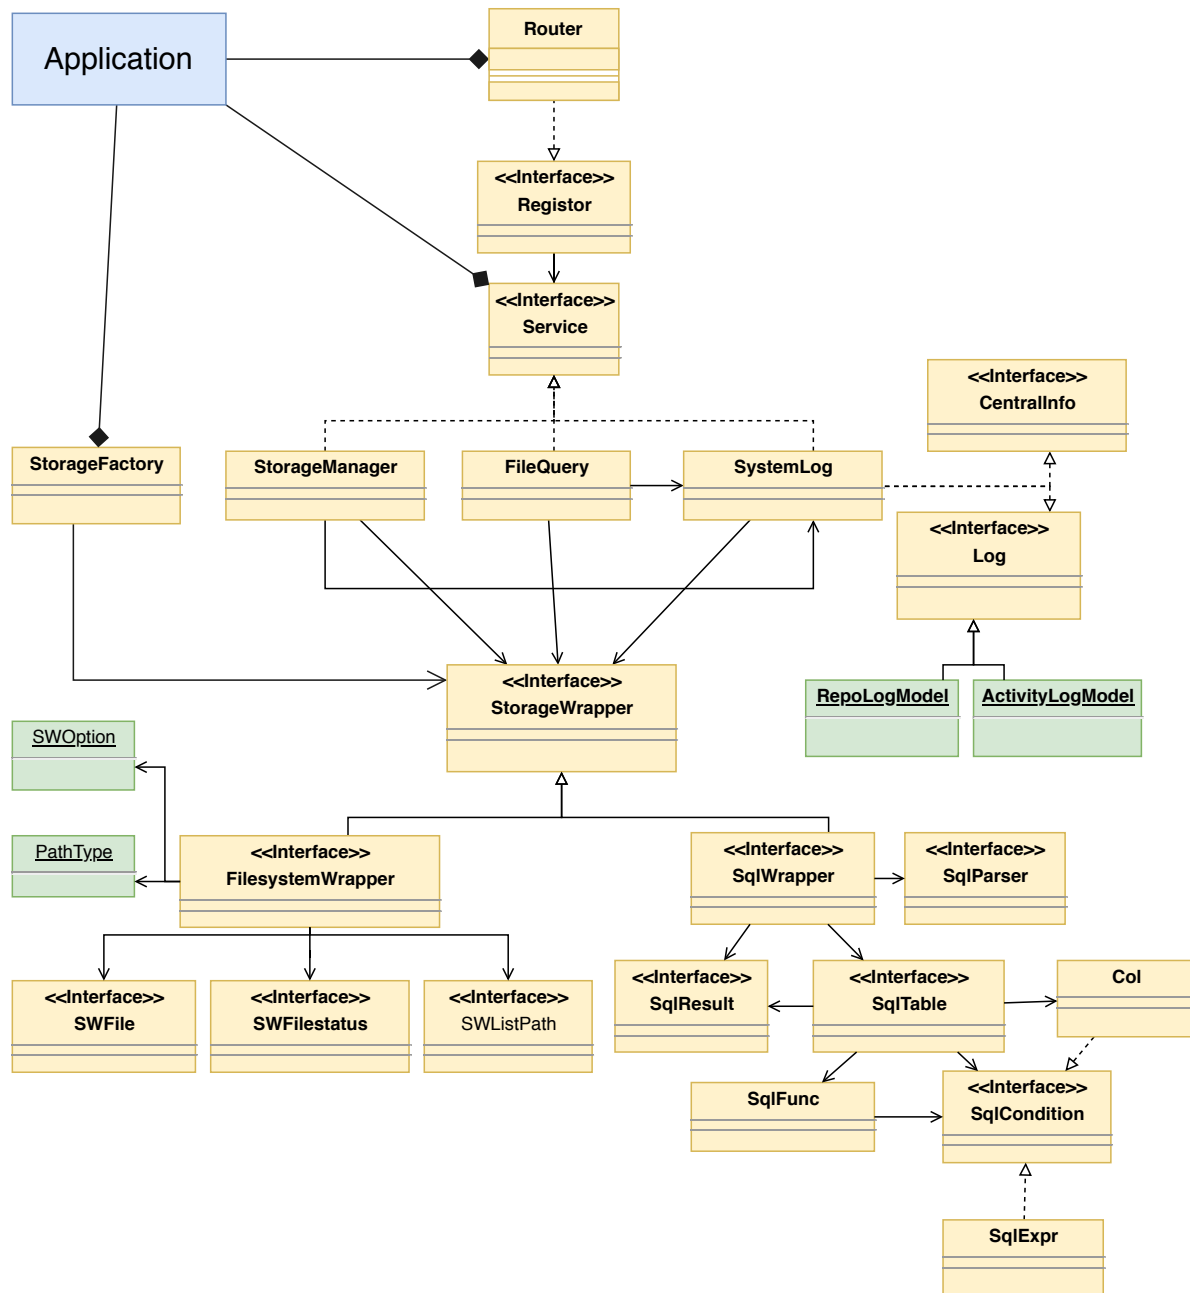 Application
Router
<<Interface>>
Registor
<<Interface>>
Service
<<Interface>>
CentralInfo
StorageFactory
StorageManager
FileQuery
SystemLog
<<Interface>>
Log
<<Interface>>
StorageWrapper
RepoLogModel
ActivityLogModel
SWOption
PathType
<<Interface>>
FilesystemWrapper
<<Interface>>
SqlWrapper
<<Interface>>
SqlParser
<<Interface>>
SWFile
<<Interface>>
SWFilestatus
<<Interface>>
SWListPath
<<Interface>>
SqlResult
<<Interface>>
SqlTable
Col
SqlFunc
<<Interface>>
SqlCondition
SqlExpr